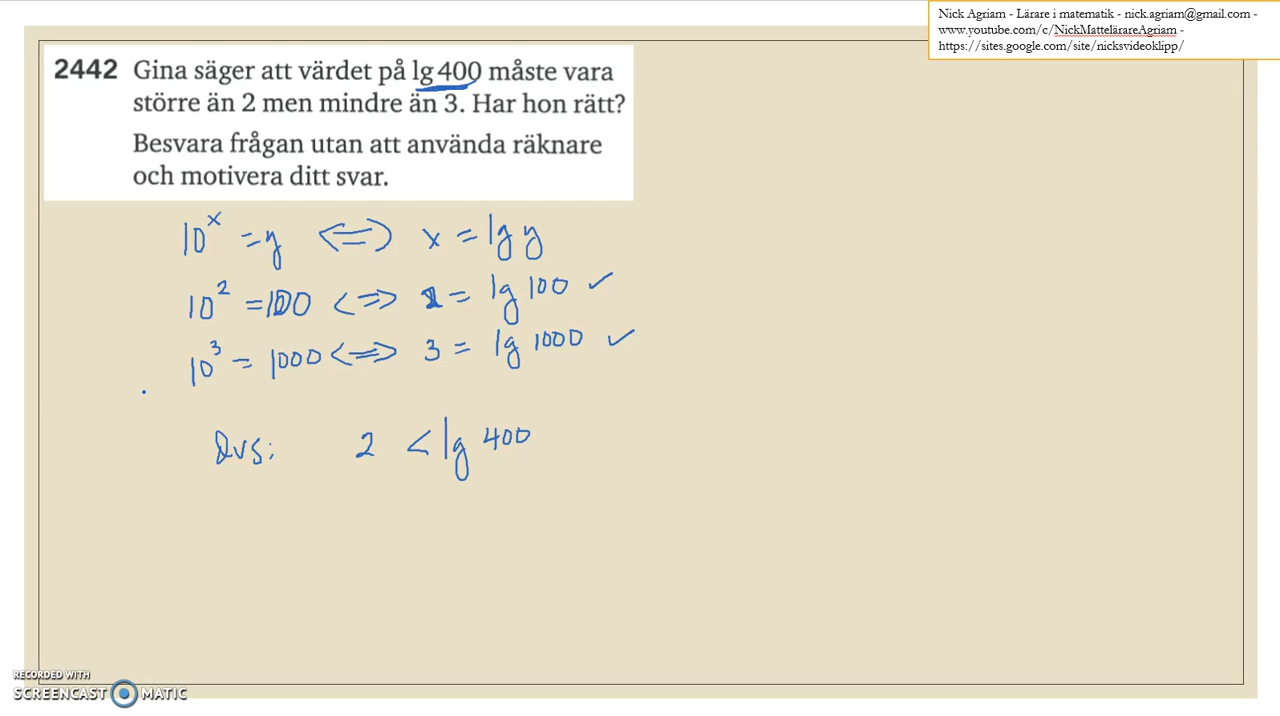 Nick Agriam - Lärare i matematik - nick.agriam@gmail.com -
www.youtube.com/c/NickMattelärareAgriam -
https://sites.google.com/site/nicksvideoklipp/
2442 Gina säger att värdet på lg 400 måste vara
större än 2 men mindre än 3. Har hon rätt?
Besvara frågan utan att använda räknare
och motivera ditt svar.
10^x = y <=> x = lg y
10^2 = 100 <=> 2 = lg 100 ✓
10^3 = 1000 <=> 3 = lg 1000 ✓
Dvs: 2 < lg 400
RECORDED WITH
SCREENCAST MATIC